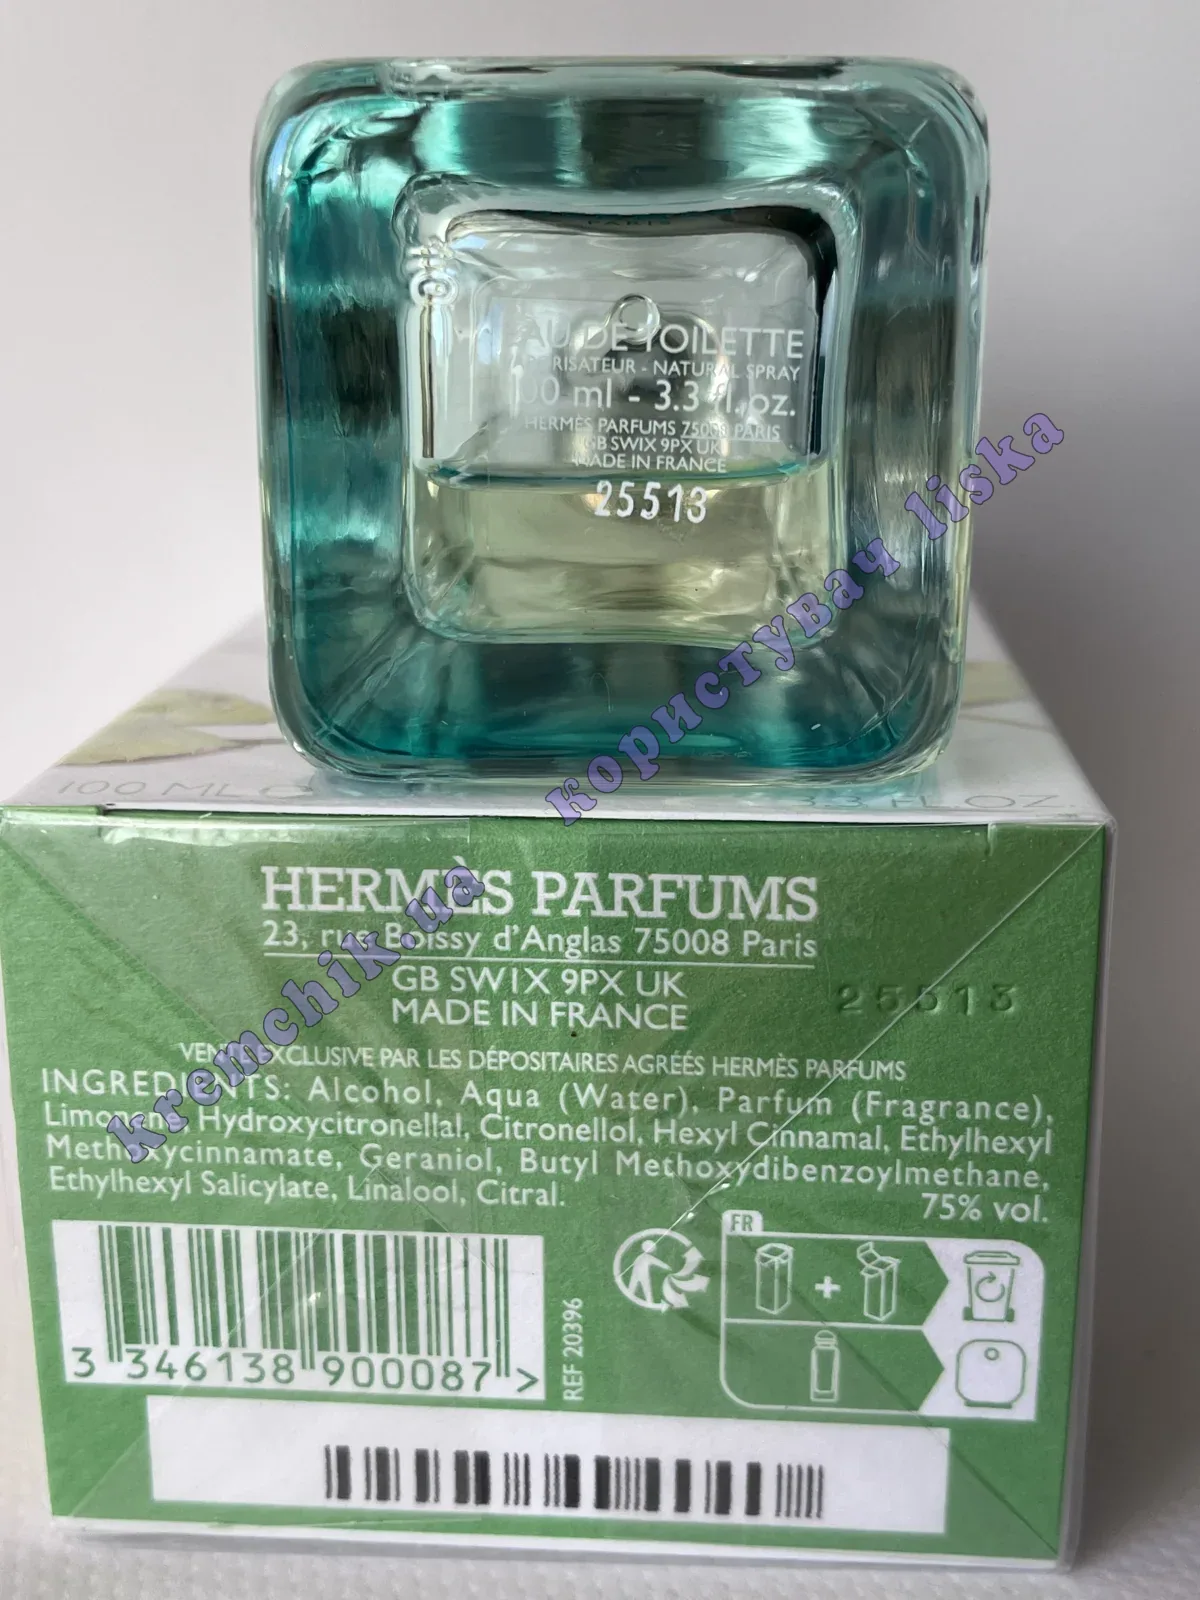 PARIS
EAU DE TOILETTE
RISATEUR - NATURAL SPRAY
100 ml - 3.3 fl.oz.
HERMÈS PARFUMS 75008 PARIS
GB SW1X 9PX UK
MADE IN FRANCE
25513
користувач liska
100 ML
3.3 FL.OZ.
HERMÈS PARFUMS
23, rue Boissy d'Anglas 75008 Paris
GB SW1X 9PX UK
MADE IN FRANCE
25513
kremchik.ua
VENTE EXCLUSIVE PAR LES DÉPOSITAIRES AGRÉÉS HERMÈS PARFUMS
INGREDIENTS: Alcohol, Aqua (Water), Parfum (Fragrance),
Limonene, Hydroxycitronellal, Citronellol, Hexyl Cinnamal, Ethylhexyl
Methoxycinnamate, Geraniol, Butyl Methoxydibenzoylmethane,
Ethylhexyl Salicylate, Linalool, Citral.
75% vol.
FR
+
3 346138 900087 >
REF 20396